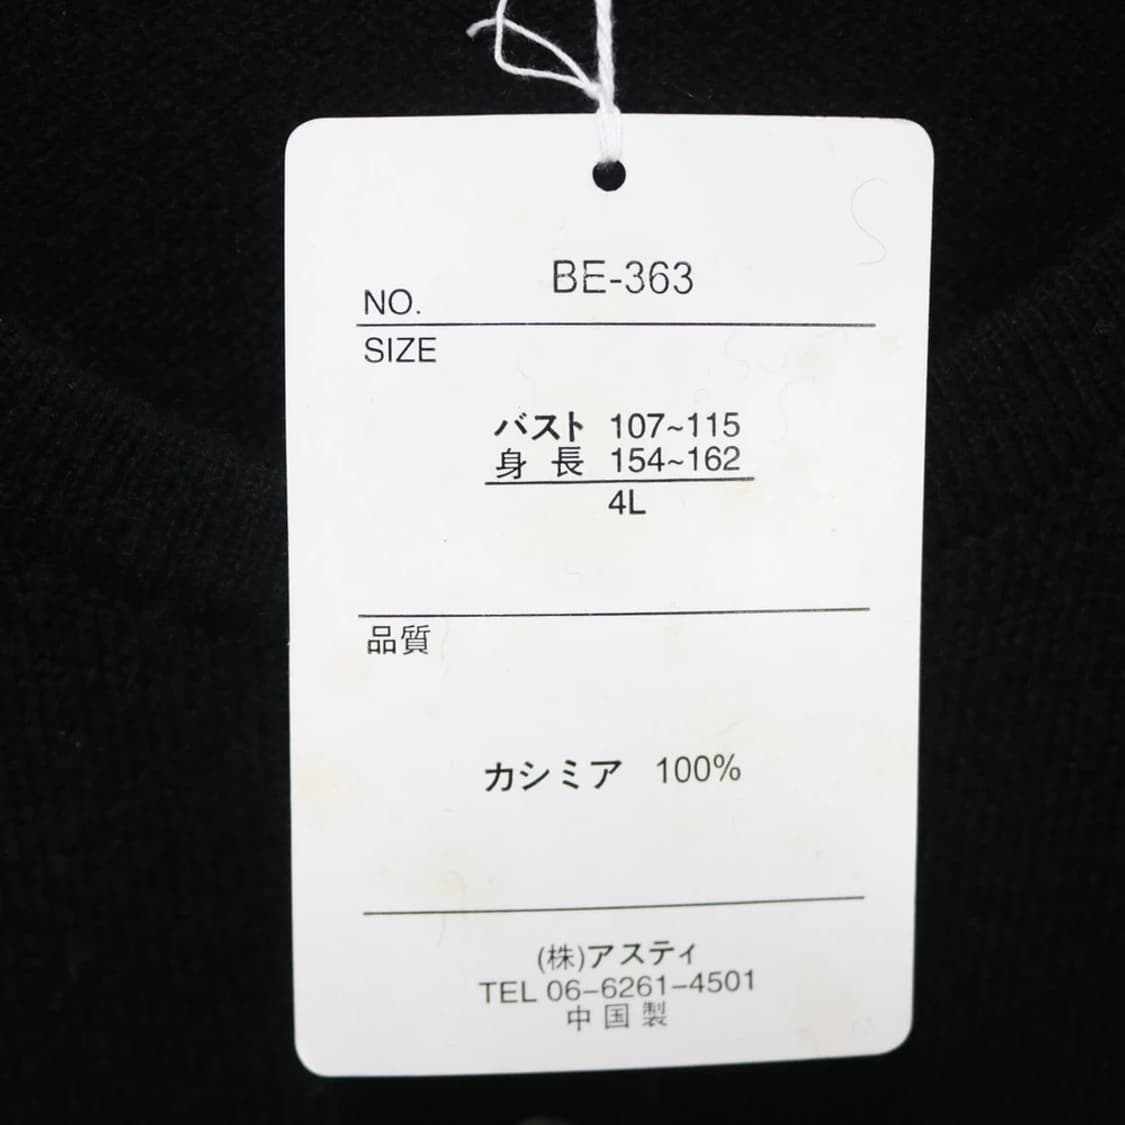 BE-363
NO.
SIZE
バスト 107~115
身長 154~162
4L
品質
カシミア 100%
(株)アスティ
TEL 06-6261-4501
中国製